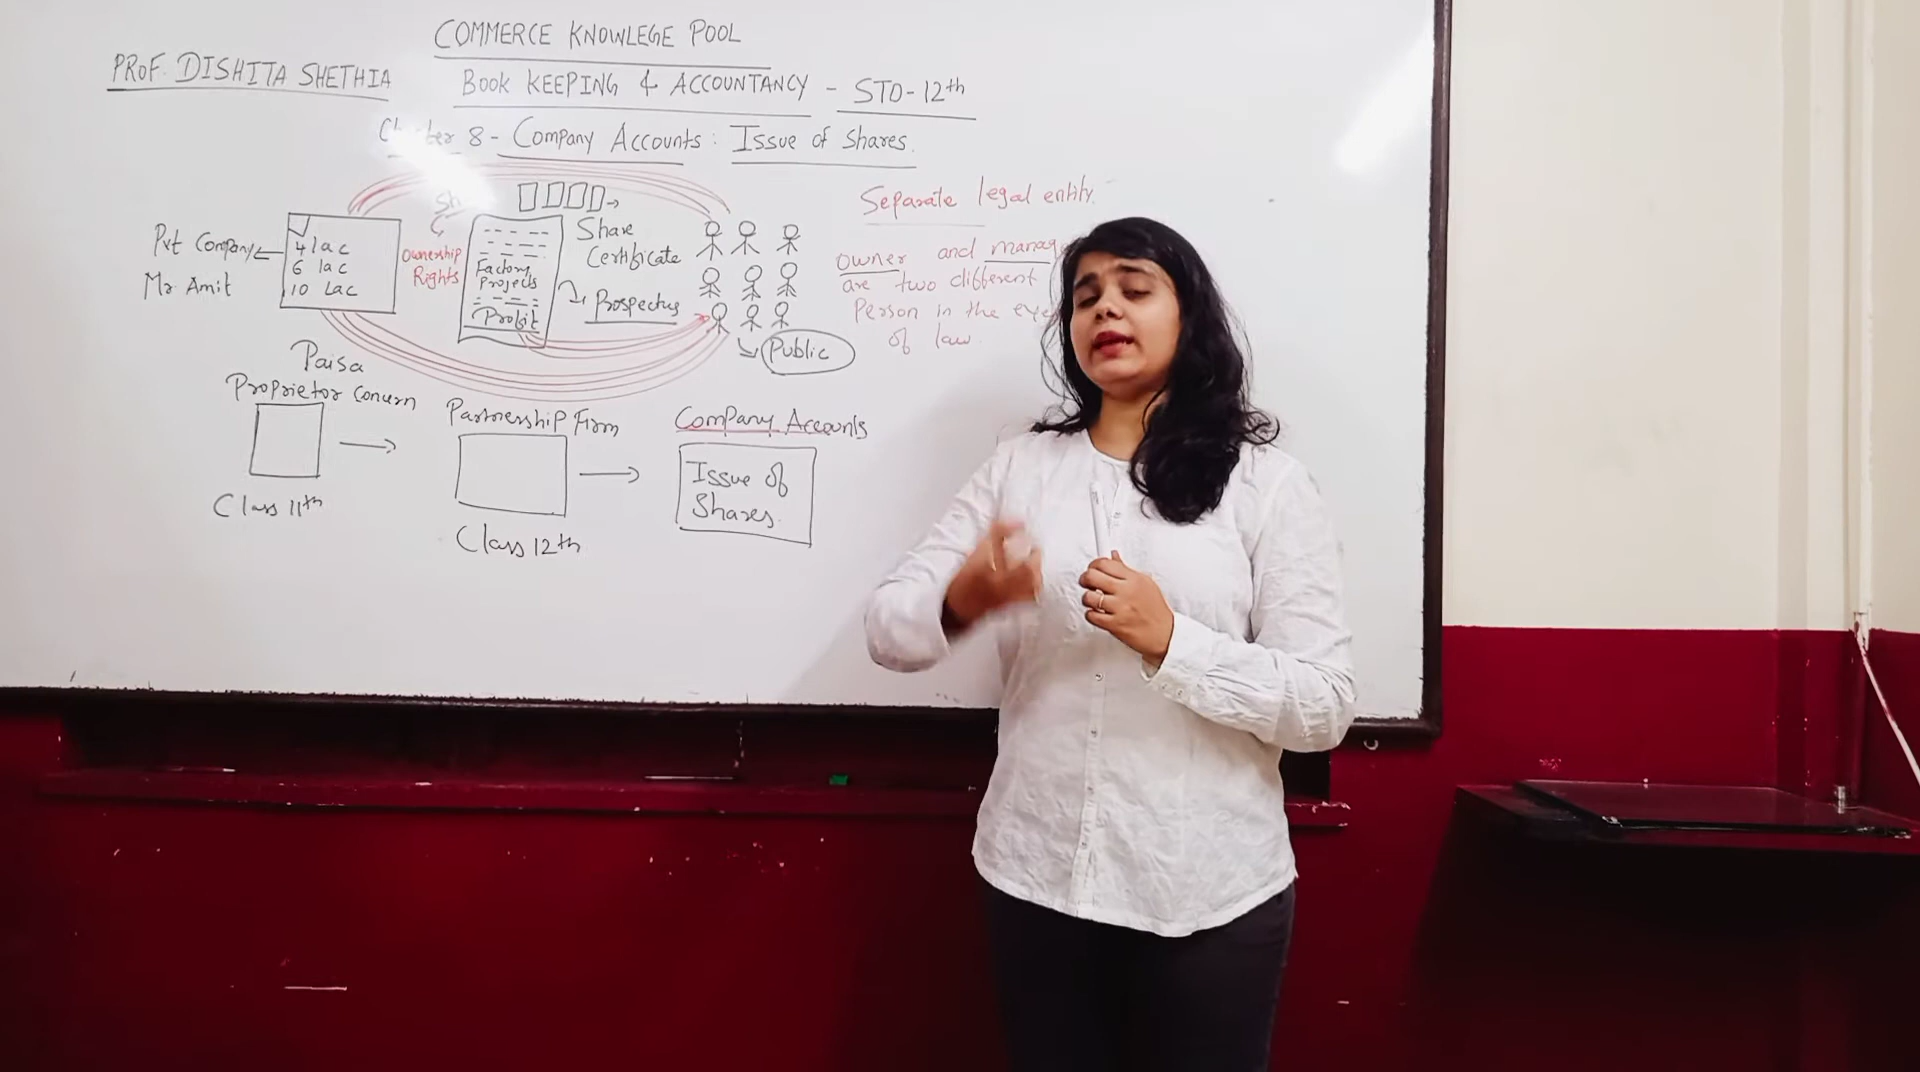 COMMERCE KNOWLEGE POOL
PROF. DISHITA SHETHIA
BOOK KEEPING & ACCOUNTANCY - STD-12th
8 - Company Accounts : Issue of Shares.
Separate legal entity.
owner and manag
are two different
Person in the eye
of law.
Pvt Company
Mr Amit
4 lac
6 lac
10 Lac
Ownership
Rights
Factory
Projects
Profit
Share
Certificate
Prospectus
Public
Paisa
Proprietor Concern
Class 11th
Partnership Firm
Class 12th
Company Accounts
Issue of
Shares.